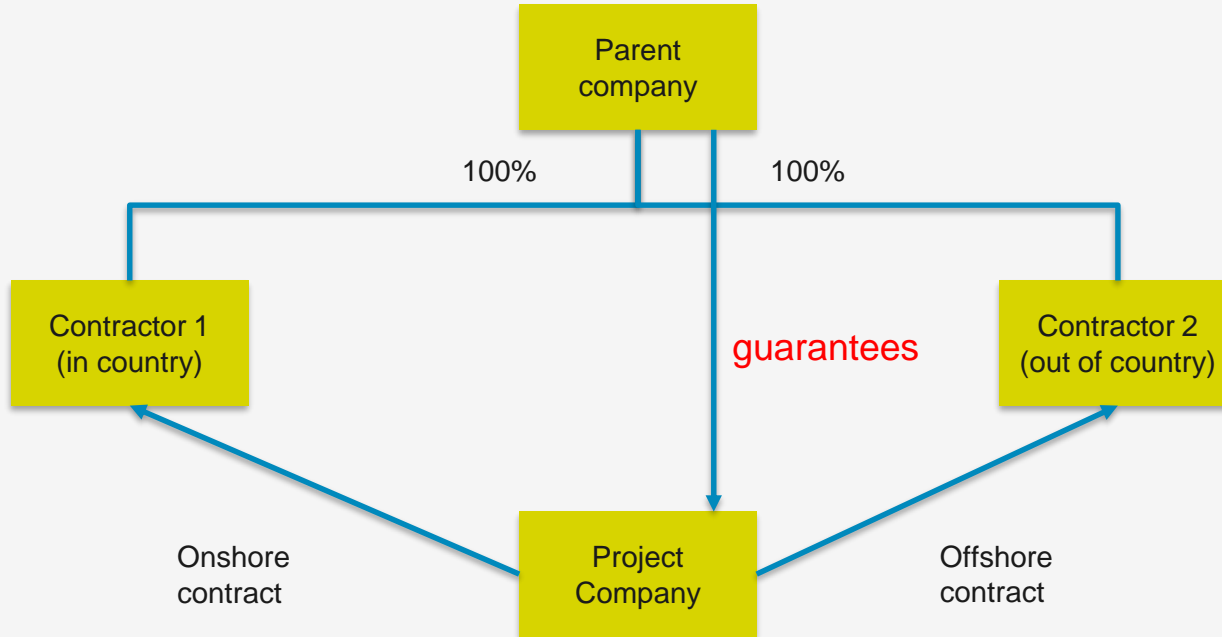 Parent
company
100%
100%
Contractor 1
(in country)
guarantees
Contractor 2
(out of country)
Onshore
contract
Project
Company
Offshore
contract